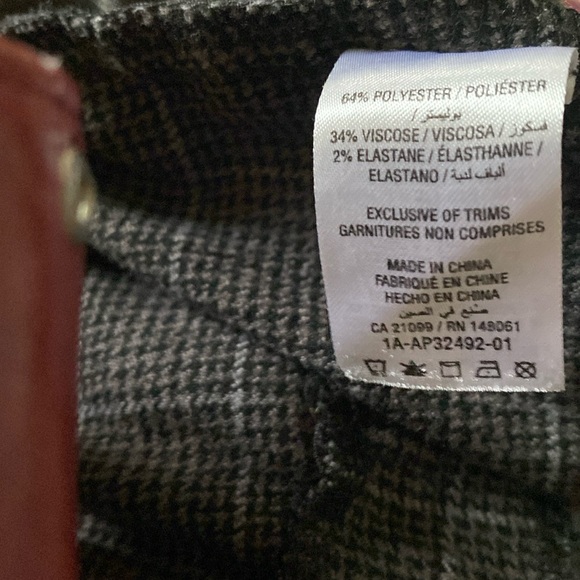 64% POLYESTER / POLIÉSTER
/ بوليستر
34% VISCOSE / VISCOSA / فسكوز
2% ELASTANE / ÉLASTHANNE /
ELASTANO / ألياف لدنة
EXCLUSIVE OF TRIMS
GARNITURES NON COMPRISES
MADE IN CHINA
FABRIQUÉ EN CHINE
HECHO EN CHINA
صنع في الصين
CA 21099 / RN 148061
1A-AP32492-01